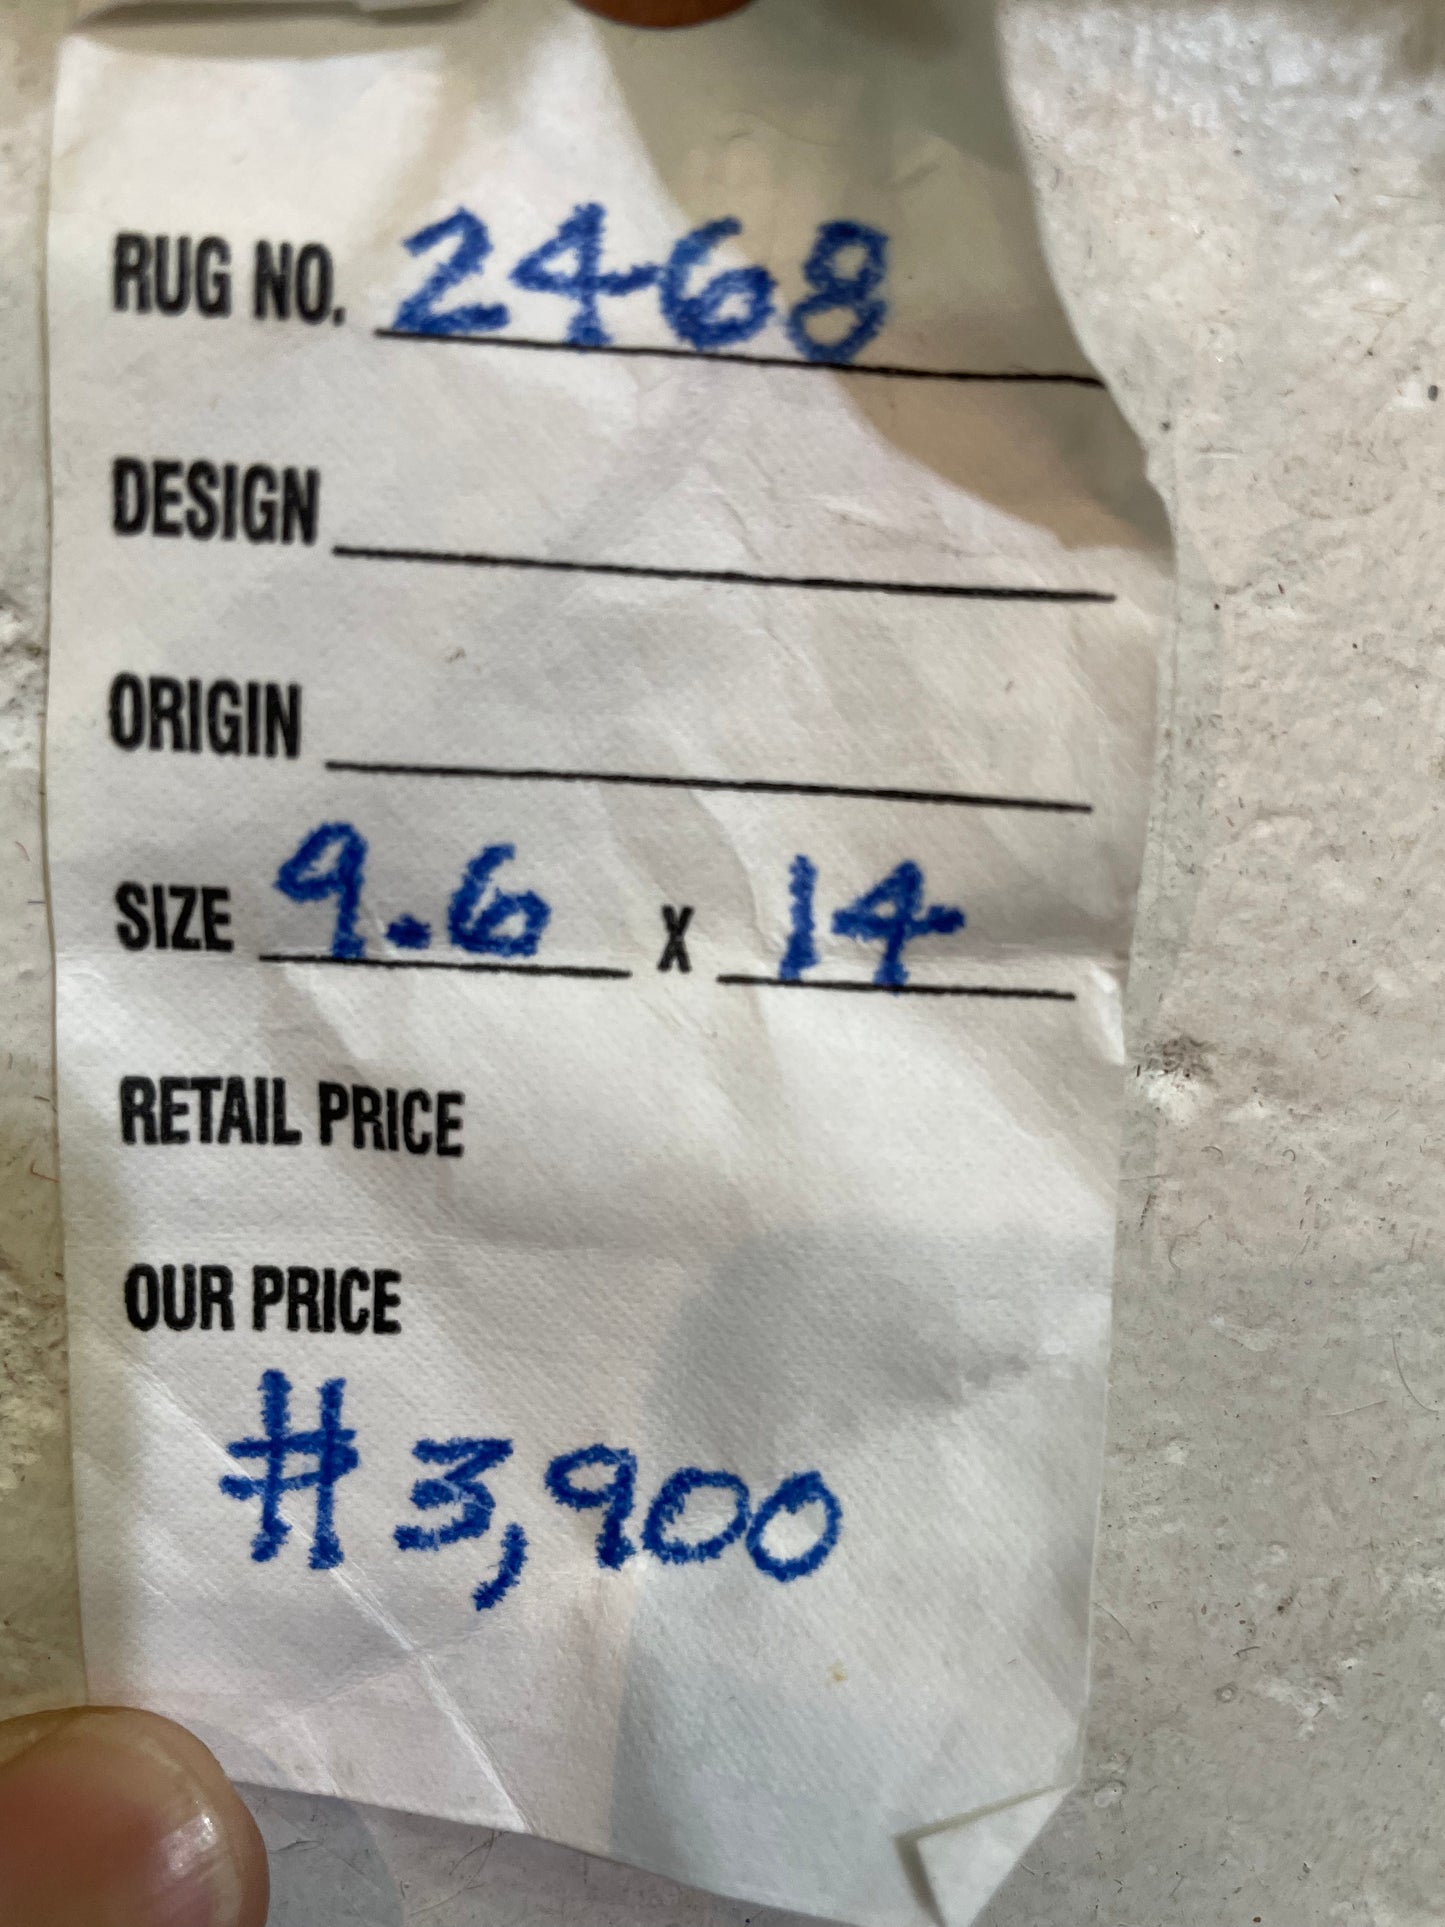 RUG NO. 2468
DESIGN
ORIGIN
SIZE 9.6 X 14
RETAIL PRICE
OUR PRICE
# 3,900